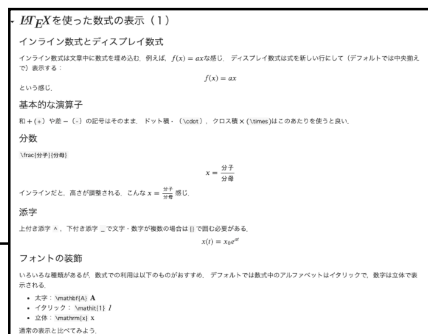 LATEXを使った数式の表示（1）
インライン数式とディスプレイ数式
インライン数式は文章中に数式を埋め込む．例えば，f(x) = axな感じ．ディスプレイ数式は式を新しい行にして（デフォルトでは中央揃え
で）表示する：
f(x) = ax
という感じ．
基本的な演算子
和 + (+) や差 − (-) の記号はそのまま．ドット積・(\cdot)，クロス積 × (\times)はこのあたりを使うと良い．
分数
\frac{分子}{分母}
x = 分子/分母
インラインだと，高さが調整される．こんな x = 分子/分母 感じ．
添字
上付き添字 ^ ，下付き添字 _ で文字・数字が複数の場合は {} で囲む必要がある．
x(t) = x₀eᵃᵗ
フォントの装飾
いろいろな種類があるが，数式での利用は以下のものがおすすめ．デフォルトでは数式中のアルファベットはイタリックで，数字は立体で表
示される．
• 太字：\mathbf{A} A
• イタリック：\mathit{1} 1
• 立体：\mathrm{x} x
通常の表示と比べてみよう．